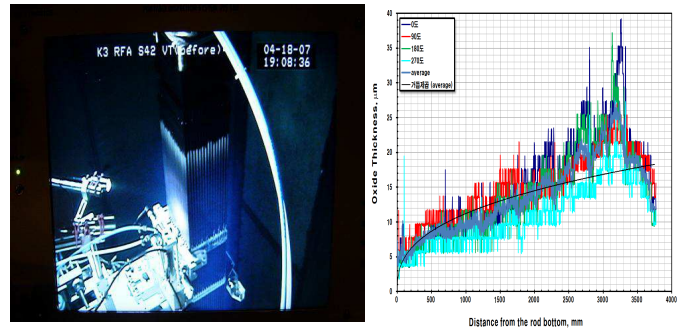 K3 RFA S42 VT(before)
04-18-07
19:08:36
Oxide Thickness, μm
40
35
30
25
20
15
10
5
0
0도
90도
180도
270도
average
거듭제곱 (average)
0
500
1000
1500
2000
2500
3000
3500
4000
Distance from the rod bottom, mm